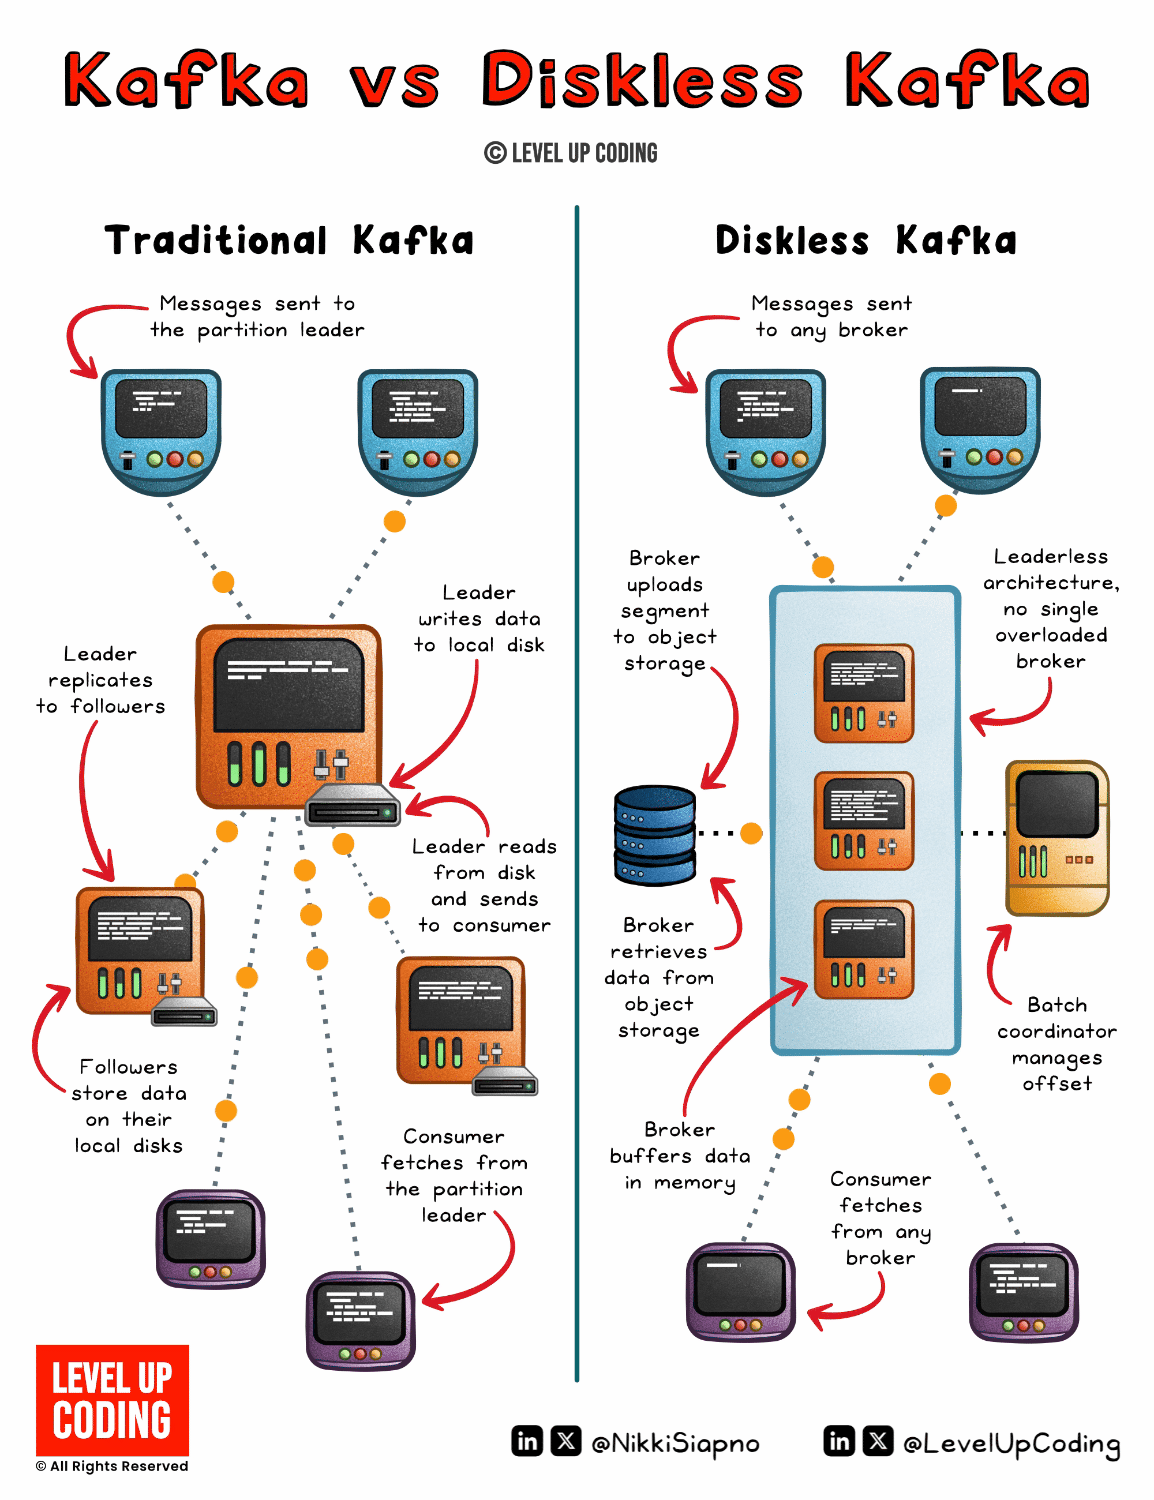 Kafka vs Diskless Kafka
© LEVEL UP CODING
Traditional Kafka
Messages sent to
the partition leader
Leader
writes data
to local disk
Leader
replicates
to followers
Leader reads
from disk
and sends
to consumer
Followers
store data
on their
local disks
Consumer
fetches from
the partition
leader
Diskless Kafka
Messages sent
to any broker
Broker
uploads
segment
to object
storage
Leaderless
architecture,
no single
overloaded
broker
Broker
retrieves
data from
object
storage
Batch
coordinator
manages
offset
Broker
buffers data
in memory
Consumer
fetches
from any
broker
LEVEL UP
CODING
© All Rights Reserved
in X @NikkiSiapno
in X @LevelUpCoding